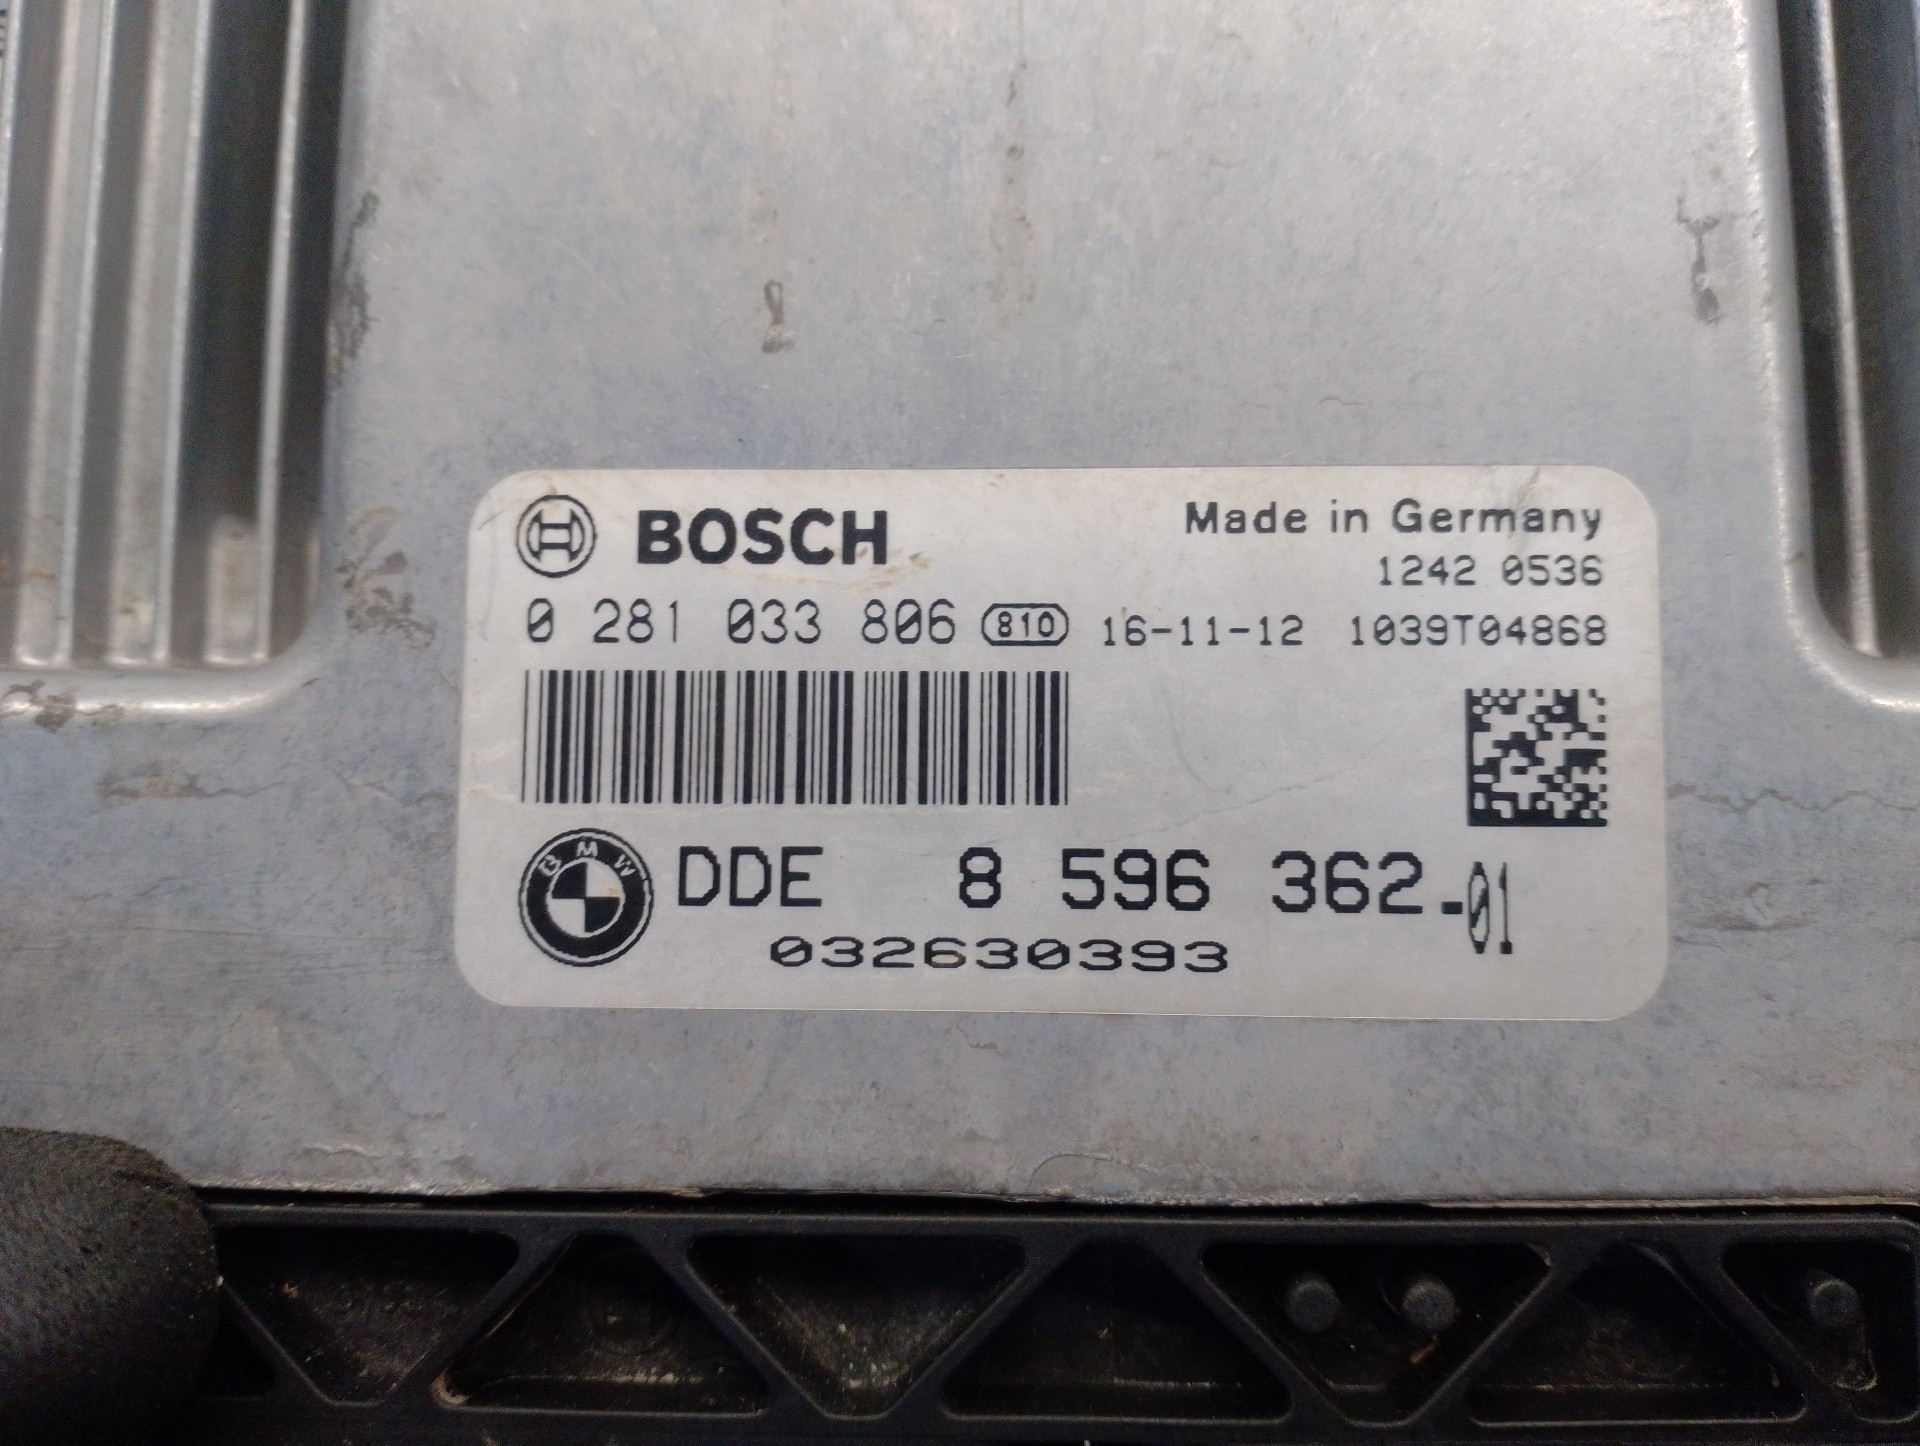 BOSCH
Made in Germany
1242 0536
0 281 033 806 810 16-11-12 1039T04868
BMW DDE 8 596 362-01
032630393